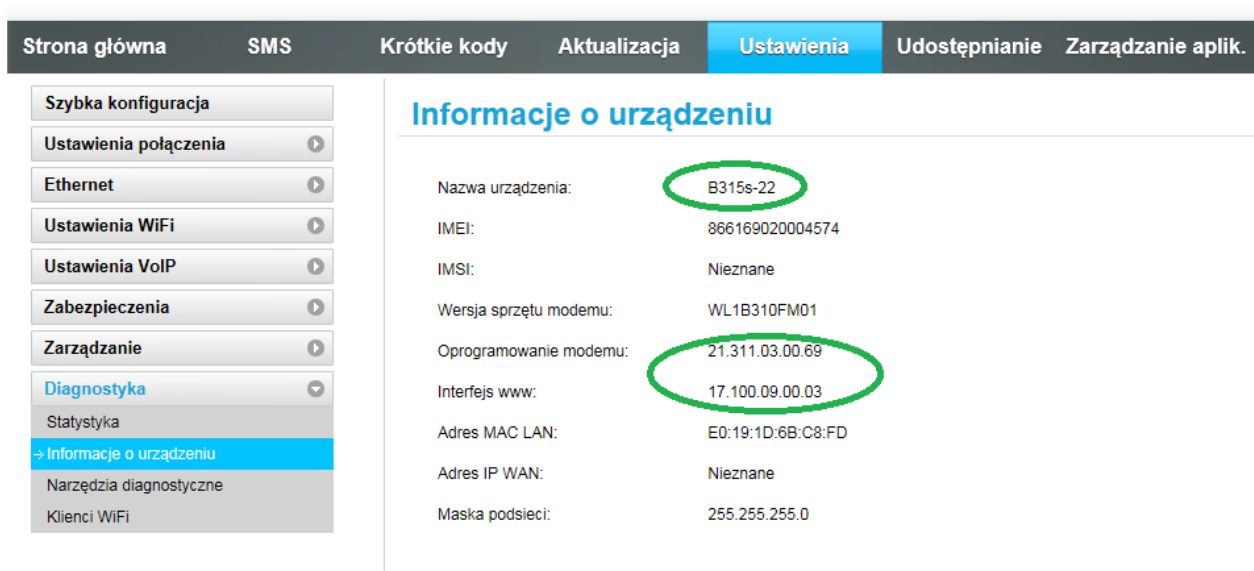 Strona główna SMS Krótkie kody Aktualizacja Ustawienia Udostępnianie Zarządzanie aplik.
Szybka konfiguracja
Ustawienia połączenia
Ethernet
Ustawienia WiFi
Ustawienia VoIP
Zabezpieczenia
Zarządzanie
Diagnostyka
Statystyka
Informacje o urządzeniu
Narzędzia diagnostyczne
Klienci WiFi
Informacje o urządzeniu
Nazwa urządzenia: B315s-22
IMEI: 866169020004574
IMSI: Nieznane
Wersja sprzętu modemu: WL1B310FM01
Oprogramowanie modemu: 21.311.03.00.69
Interfejs www: 17.100.09.00.03
Adres MAC LAN: E0:19:1D:6B:C8:FD
Adres IP WAN: Nieznane
Maska podsieci: 255.255.255.0